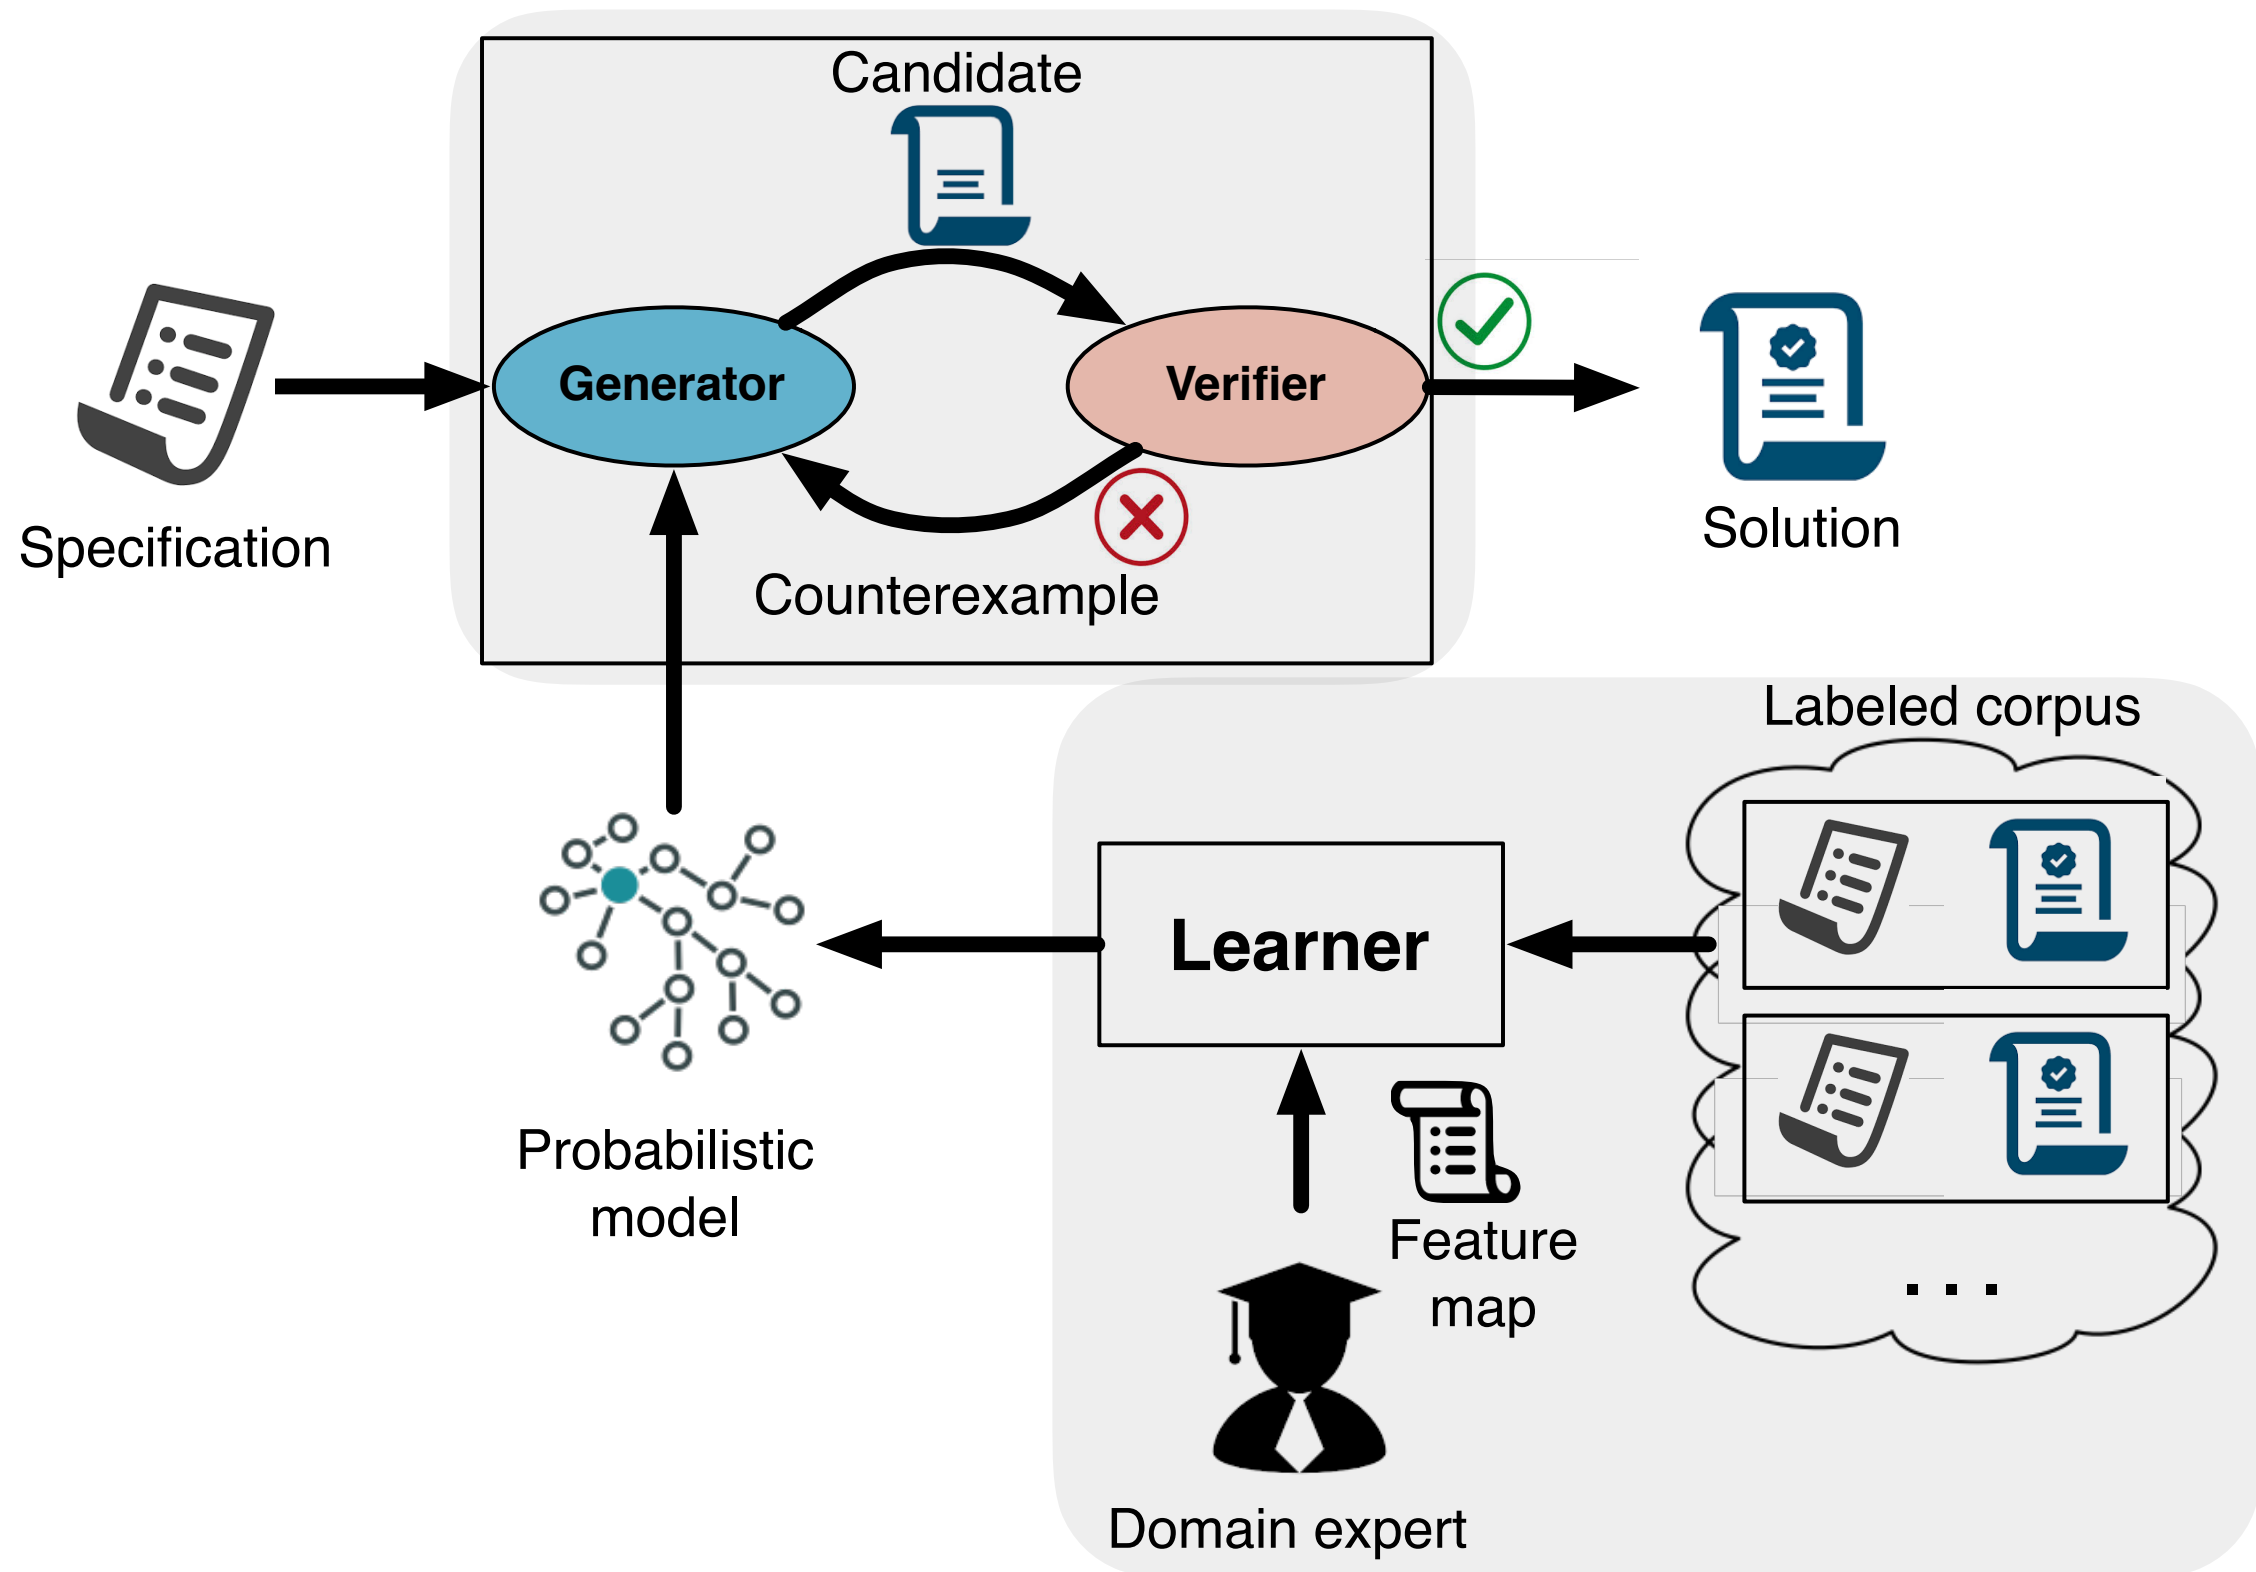 Candidate
Generator
Verifier
Specification
Counterexample
Solution
Labeled corpus
Learner
Probabilistic
model
Feature
map
. . .
Domain expert